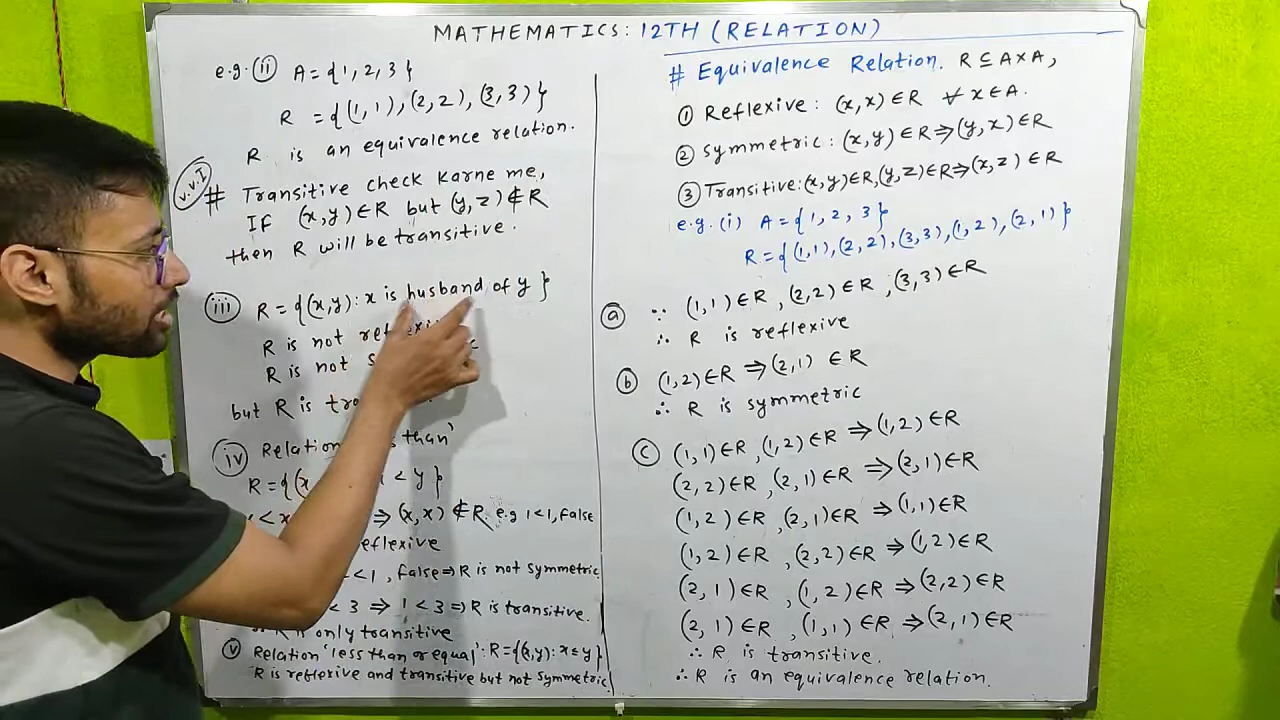 MATHEMATICS: 12TH (RELATION)
e.g. (ii) A = {1, 2, 3}
R = {(1,1), (2,2), (3,3)}
R is an equivalence relation.
v.v.I
# Transitive check karne me,
IF (x,y)∈R but (y,z)∉R
then R will be transitive.
(iii) R = {(x,y): x is husband of y}
R is not
R is not
but R is
(iv) Relation than'
R = {(x < y}
<x ⇒ (x,x) ∉ R e.g 1<1, false
<1, false ⇒ R is not symmetric
< 3 ⇒ 1 < 3 ⇒ R is transitive.
∴ R is only transitive
(v) Relation 'less than or equal': R = {(x,y): x ≤ y}
R is reflexive and transitive but not symmetric.
# Equivalence Relation. R ⊆ A×A,
① Reflexive: (x,x) ∈ R ∀ x ∈ A.
② Symmetric: (x,y) ∈ R ⇒ (y,x) ∈ R
③ Transitive: (x,y)∈R, (y,z)∈R ⇒ (x,z) ∈ R
e.g. (i) A = {1, 2, 3}
R = {(1,1), (2,2), (3,3), (1,2), (2,1)}
(a) ∵ (1,1) ∈ R, (2,2) ∈ R, (3,3) ∈ R
∴ R is reflexive
(b) (1,2) ∈ R ⇒ (2,1) ∈ R
∴ R is symmetric
(c) (1,1) ∈ R, (1,2) ∈ R ⇒ (1,2) ∈ R
(2,2) ∈ R, (2,1) ∈ R ⇒ (2,1) ∈ R
(1,2) ∈ R, (2,1) ∈ R ⇒ (1,1) ∈ R
(1,2) ∈ R, (2,2) ∈ R ⇒ (1,2) ∈ R
(2,1) ∈ R, (1,2) ∈ R ⇒ (2,2) ∈ R
(2,1) ∈ R, (1,1) ∈ R ⇒ (2,1) ∈ R
∴ R is transitive.
∴ R is an equivalence relation.